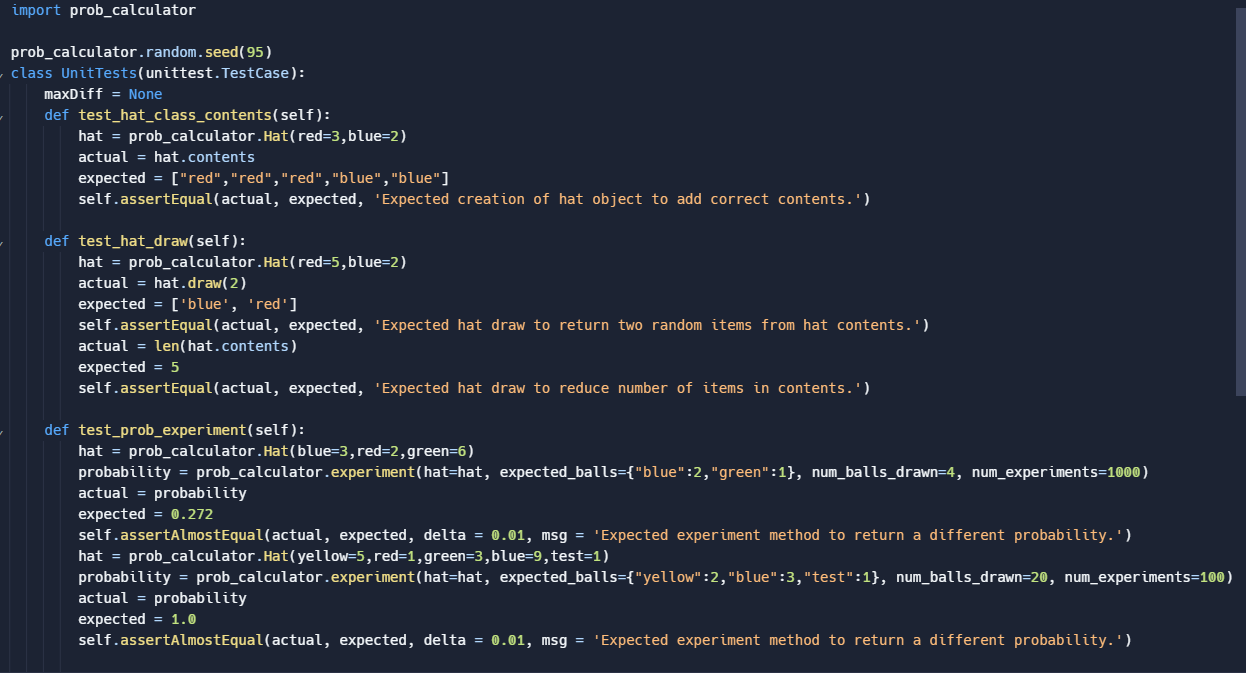 import prob_calculator
prob_calculator.random.seed(95)
class UnitTests(unittest.TestCase):
    maxDiff = None
    def test_hat_class_contents(self):
        hat = prob_calculator.Hat(red=3,blue=2)
        actual = hat.contents
        expected = ["red","red","red","blue","blue"]
        self.assertEqual(actual, expected, 'Expected creation of hat object to add correct contents.')
    def test_hat_draw(self):
        hat = prob_calculator.Hat(red=5,blue=2)
        actual = hat.draw(2)
        expected = ['blue', 'red']
        self.assertEqual(actual, expected, 'Expected hat draw to return two random items from hat contents.')
        actual = len(hat.contents)
        expected = 5
        self.assertEqual(actual, expected, 'Expected hat draw to reduce number of items in contents.')
    def test_prob_experiment(self):
        hat = prob_calculator.Hat(blue=3,red=2,green=6)
        probability = prob_calculator.experiment(hat=hat, expected_balls={"blue":2,"green":1}, num_balls_drawn=4, num_experiments=1000)
        actual = probability
        expected = 0.272
        self.assertAlmostEqual(actual, expected, delta = 0.01, msg = 'Expected experiment method to return a different probability.')
        hat = prob_calculator.Hat(yellow=5,red=1,green=3,blue=9,test=1)
        probability = prob_calculator.experiment(hat=hat, expected_balls={"yellow":2,"blue":3,"test":1}, num_balls_drawn=20, num_experiments=100)
        actual = probability
        expected = 1.0
        self.assertAlmostEqual(actual, expected, delta = 0.01, msg = 'Expected experiment method to return a different probability.')